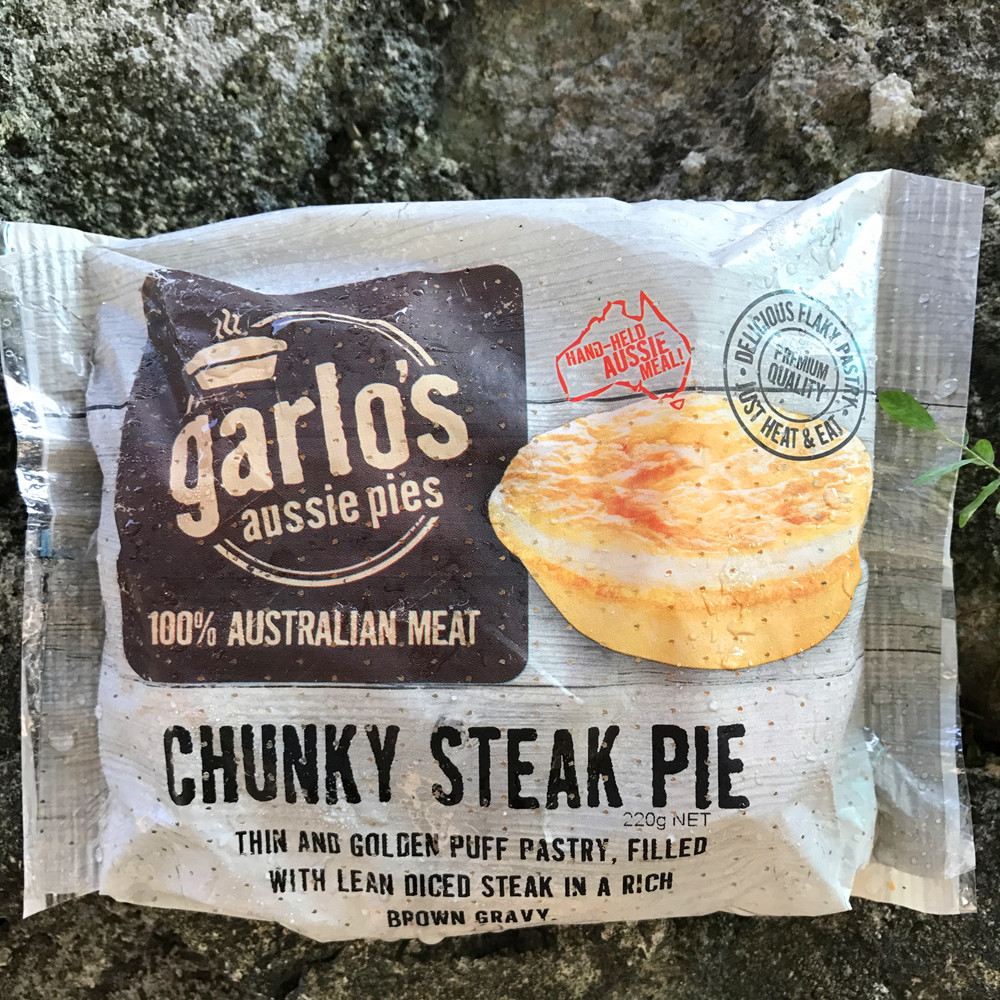 garlo's
aussie pies
100% AUSTRALIAN MEAT
HAND-HELD
AUSSIE
MEAL!
DELICIOUS FLAKY PASTRY
PREMIUM
QUALITY
JUST HEAT & EAT
CHUNKY STEAK PIE
220g NET
THIN AND GOLDEN PUFF PASTRY, FILLED
WITH LEAN DICED STEAK IN A RICH
BROWN GRAVY.